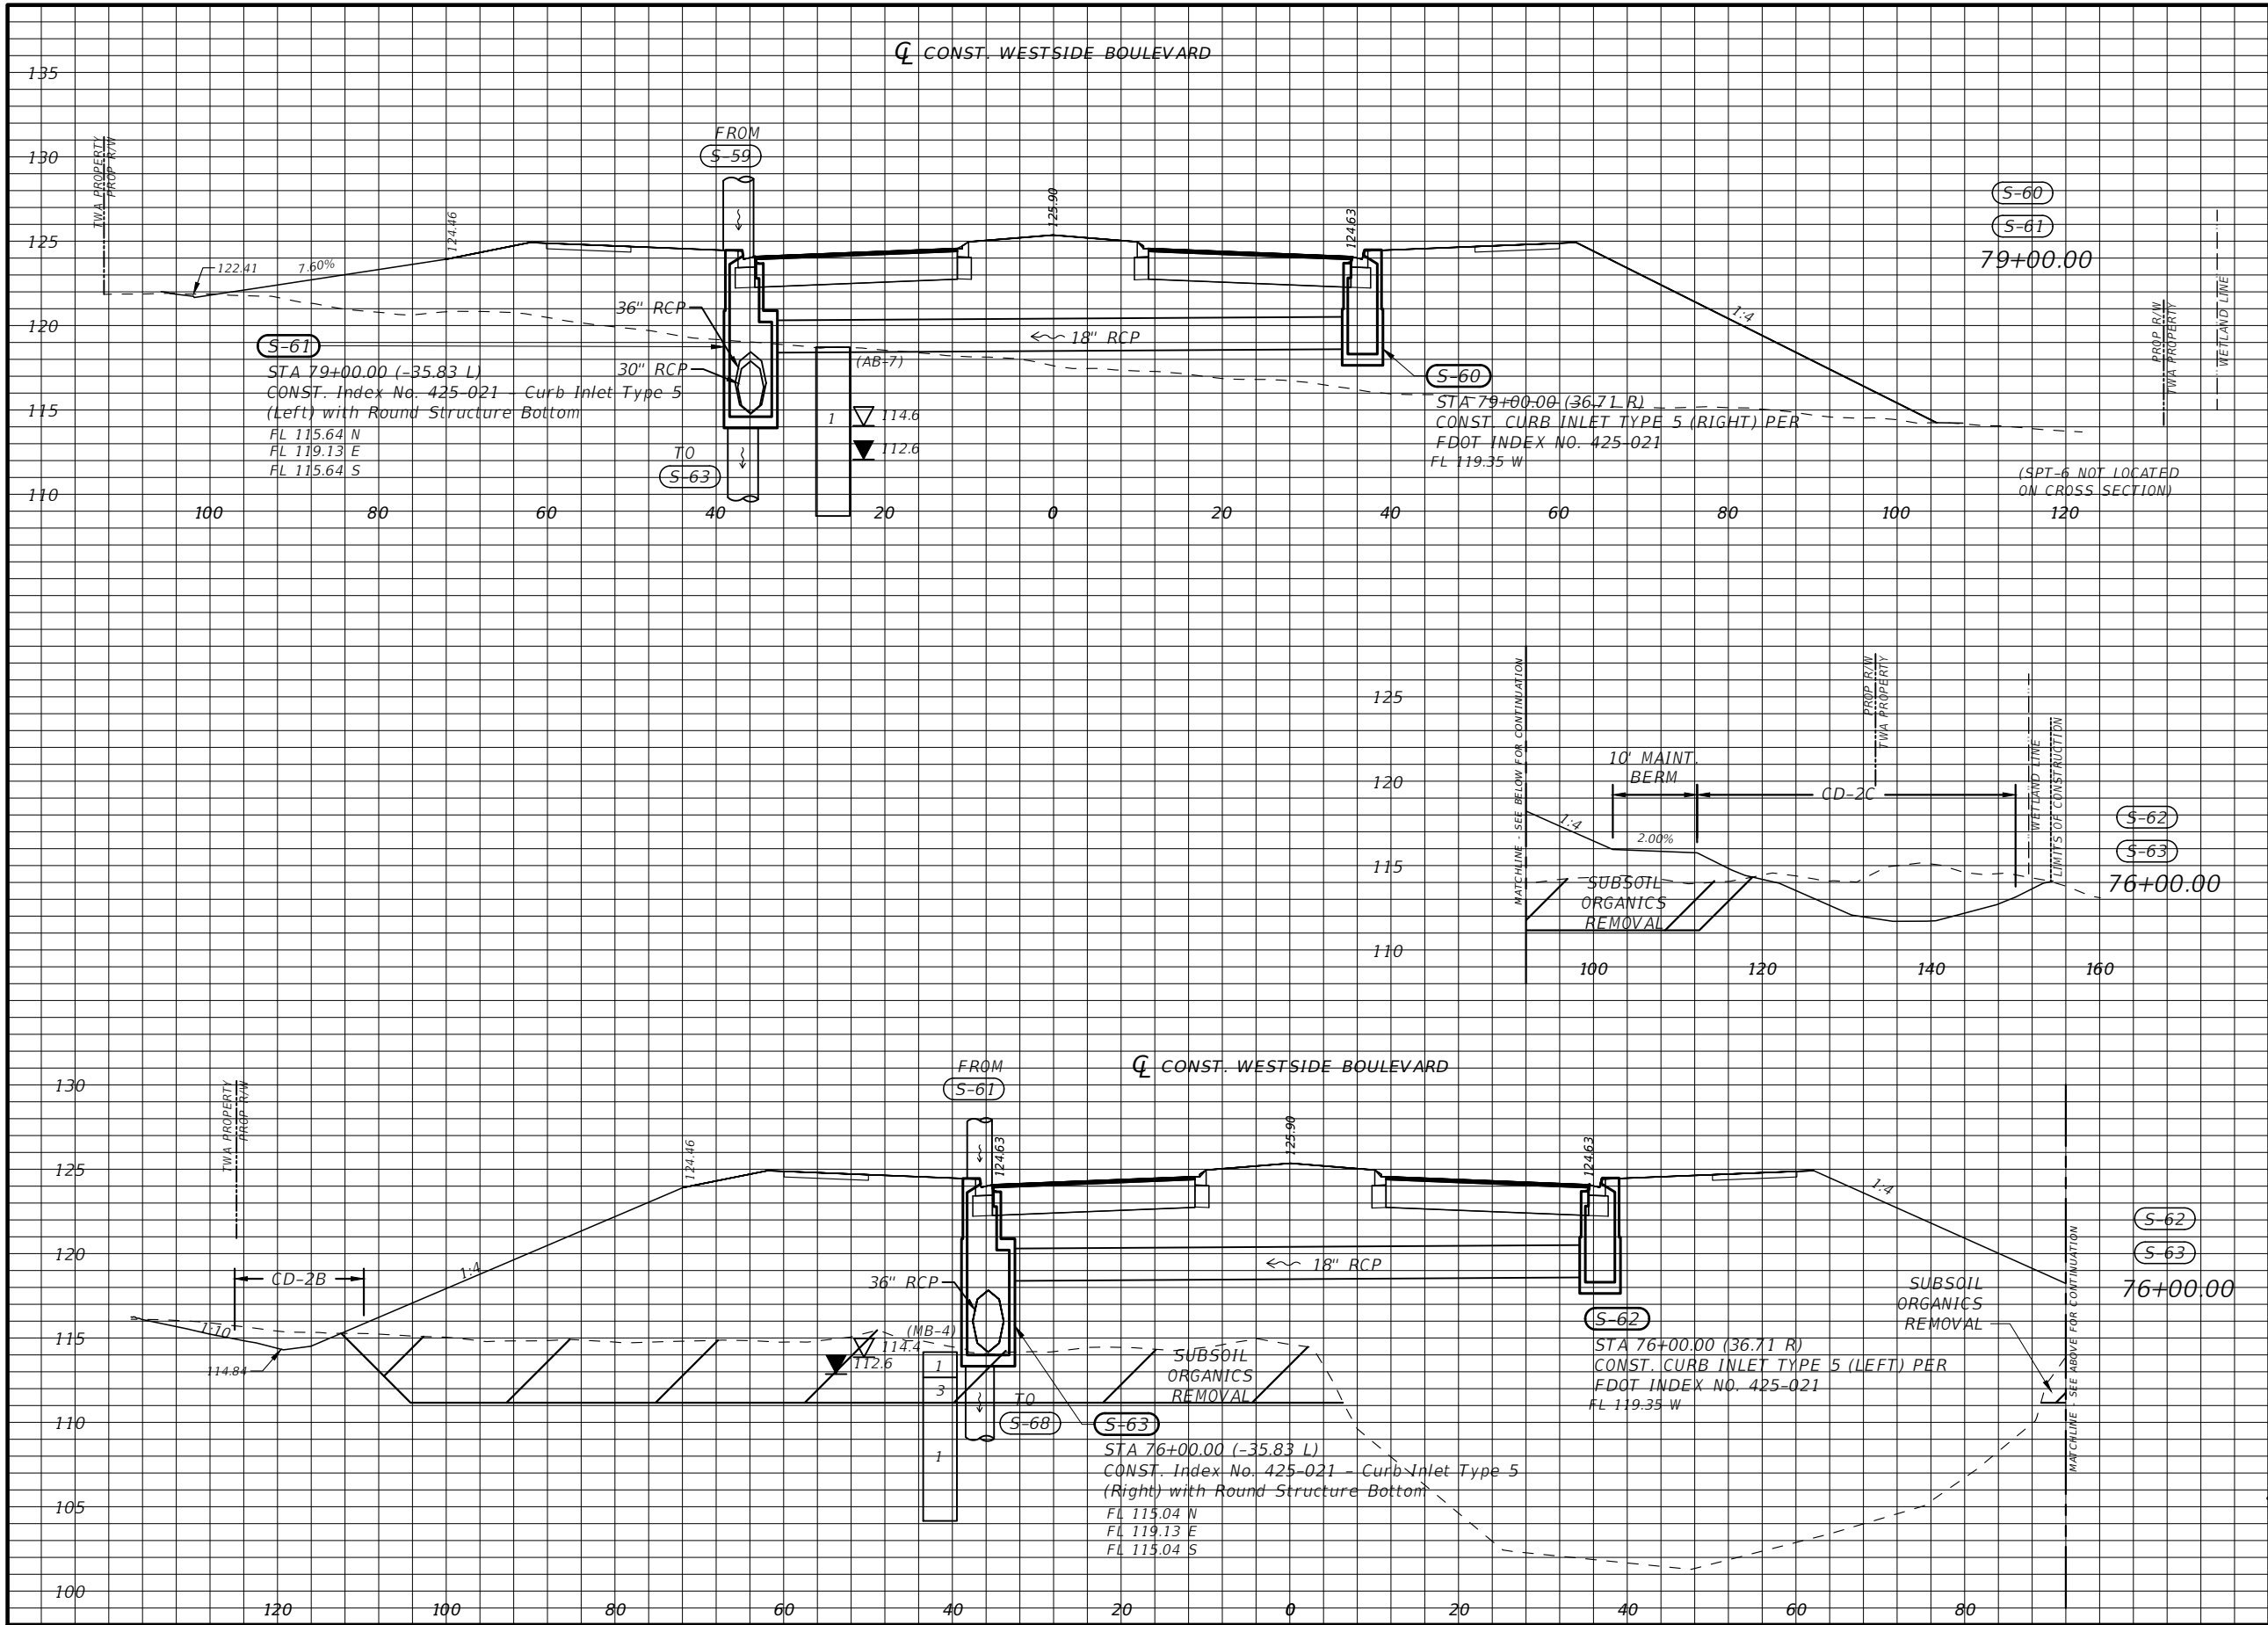 ℄ CONST. WESTSIDE BOULEVARD
135
130
125
120
115
110
TWA PROPERTY
PROP R/W
122.41
7.60%
124.46
FROM
S-59
125.90
124.63
36" RCP
30" RCP
18" RCP
S-61
STA 79+00.00 (-35.83 L)
CONST. Index No. 425-021 - Curb Inlet Type 5
(Left) with Round Structure Bottom
FL 115.64 N
FL 119.13 E
FL 115.64 S
TO
S-63
(AB-7)
1
114.6
112.6
S-60
STA 79+00.00 (36.71 R)
CONST. CURB INLET TYPE 5 (RIGHT) PER
FDOT INDEX NO. 425-021
FL 119.35 W
1:4
S-60
S-61
79+00.00
PROP R/W
TWA PROPERTY
WETLAND LINE
(SPT-6 NOT LOCATED
ON CROSS SECTION)
100 80 60 40 20 0 20 40 60 80 100 120
MATCHLINE - SEE BELOW FOR CONTINUATION
125
120
115
110
10' MAINT.
BERM
CD-2C
1:4
2.00%
PROP R/W
TWA PROPERTY
WETLAND LINE
LIMITS OF CONSTRUCTION
S-62
S-63
76+00.00
SUBSOIL
ORGANICS
REMOVAL
100 120 140 160
℄ CONST. WESTSIDE BOULEVARD
130
125
120
115
110
105
100
TWA PROPERTY
PROP R/W
CD-2B
1:10
114.84
1:4
124.46
FROM
S-61
124.63
125.90
124.63
36" RCP
18" RCP
(MB-4)
114.4
112.6
1
3
1
TO
S-68
SUBSOIL
ORGANICS
REMOVAL
S-63
STA 76+00.00 (-35.83 L)
CONST. Index No. 425-021 - Curb Inlet Type 5
(Right) with Round Structure Bottom
FL 115.04 N
FL 119.13 E
FL 115.04 S
S-62
STA 76+00.00 (36.71 R)
CONST. CURB INLET TYPE 5 (LEFT) PER
FDOT INDEX NO. 425-021
FL 119.35 W
1:4
SUBSOIL
ORGANICS
REMOVAL
MATCHLINE - SEE ABOVE FOR CONTINUATION
S-62
S-63
76+00.00
120 100 80 60 40 20 0 20 40 60 80